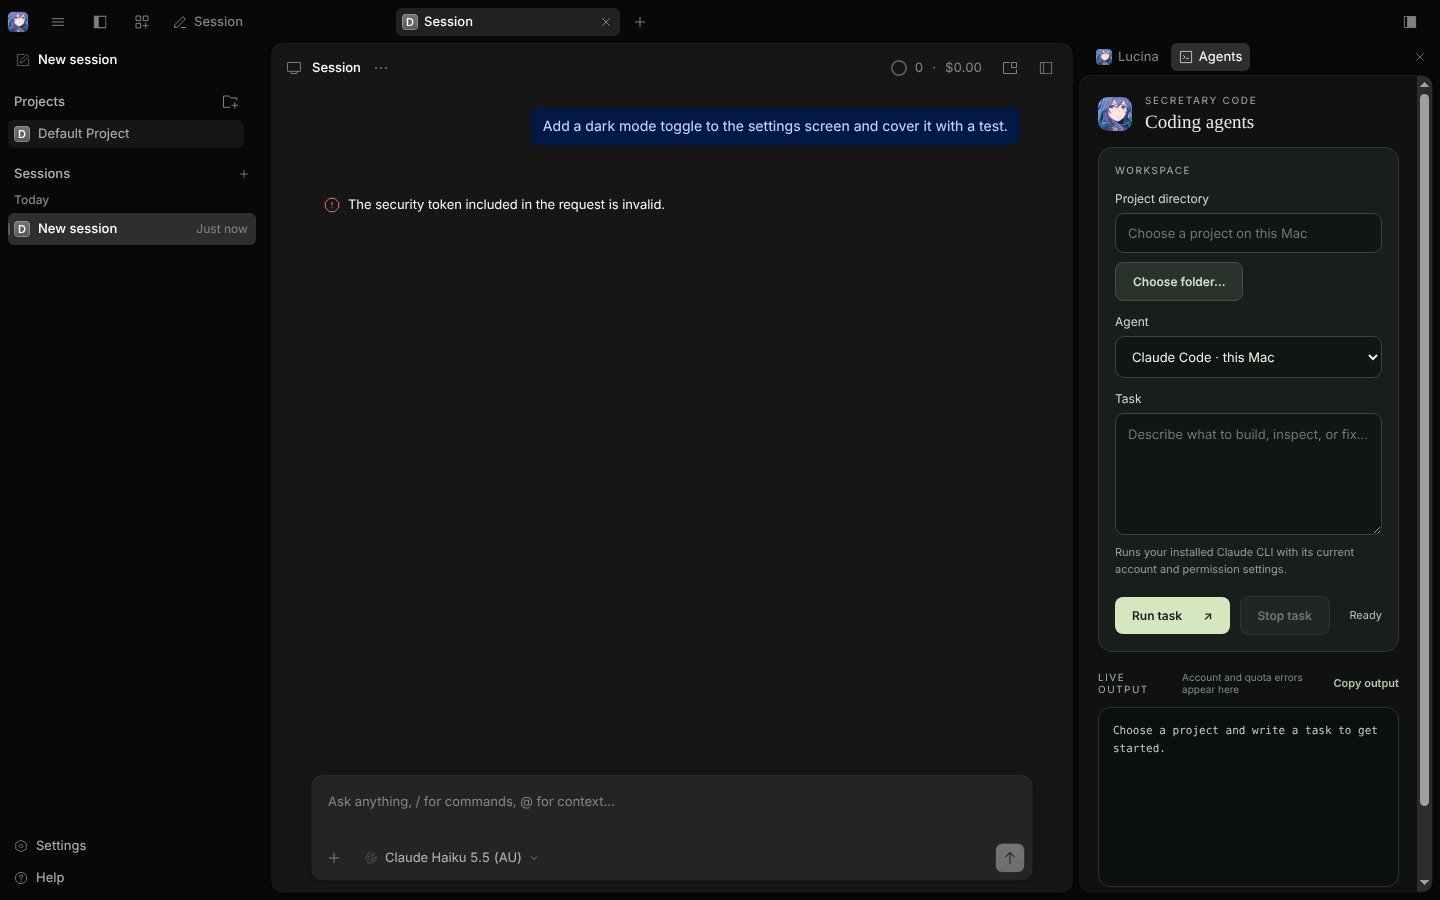 Session
D Session
New session
Projects
D Default Project
Sessions
Today
D New session Just now
Settings
Help
Session
0 · $0.00
Add a dark mode toggle to the settings screen and cover it with a test.
The security token included in the request is invalid.
Ask anything, / for commands, @ for context...
Claude Haiku 5.5 (AU)
Lucina
Agents
SECRETARY CODE
Coding agents
WORKSPACE
Project directory
Choose a project on this Mac
Choose folder...
Agent
Claude Code · this Mac
Task
Describe what to build, inspect, or fix...
Runs your installed Claude CLI with its current
account and permission settings.
Run task
Stop task
Ready
LIVE
OUTPUT
Account and quota errors
appear here
Copy output
Choose a project and write a task to get
started.